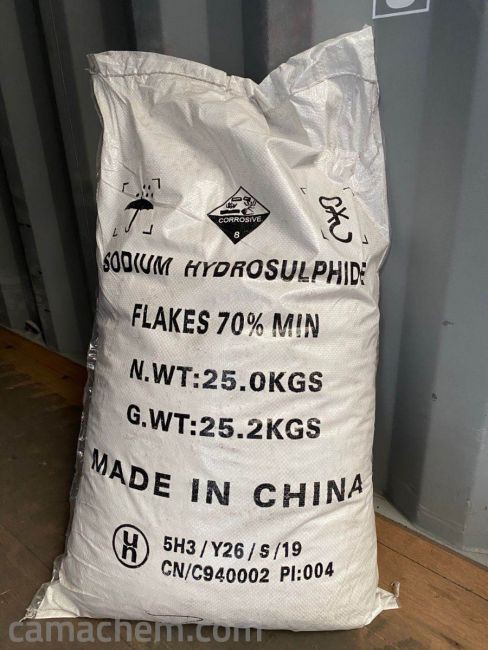 CORROSIVE
8
SODIUM HYDROSULPHIDE
FLAKES 70% MIN
N.WT:25.0KGS
G.WT:25.2KGS
MADE IN CHINA
un
5H3/Y26/S/19
CN/C940002 PI:004
camachem.com